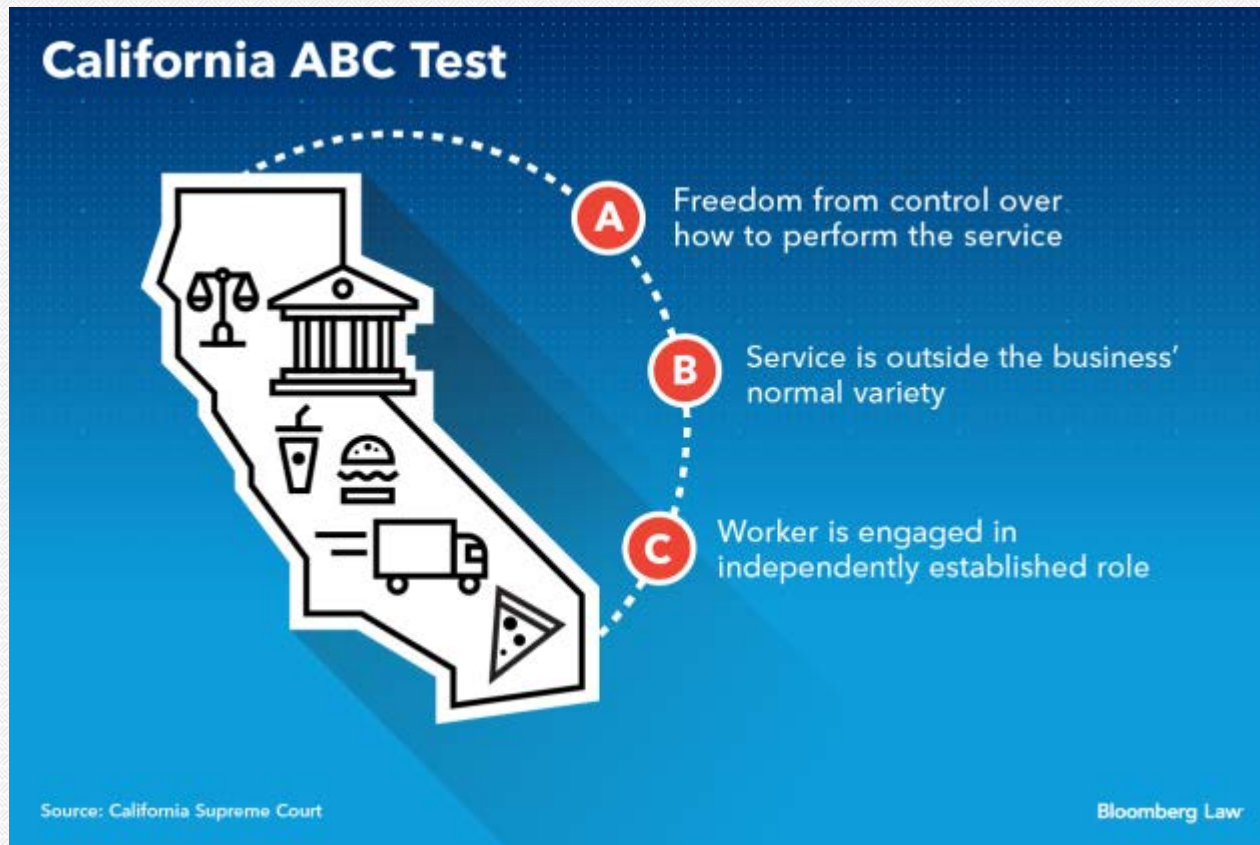 California ABC Test
A
Freedom from control over
how to perform the service
B
Service is outside the business'
normal variety
C
Worker is engaged in
independently established role
Source: California Supreme Court
Bloomberg Law